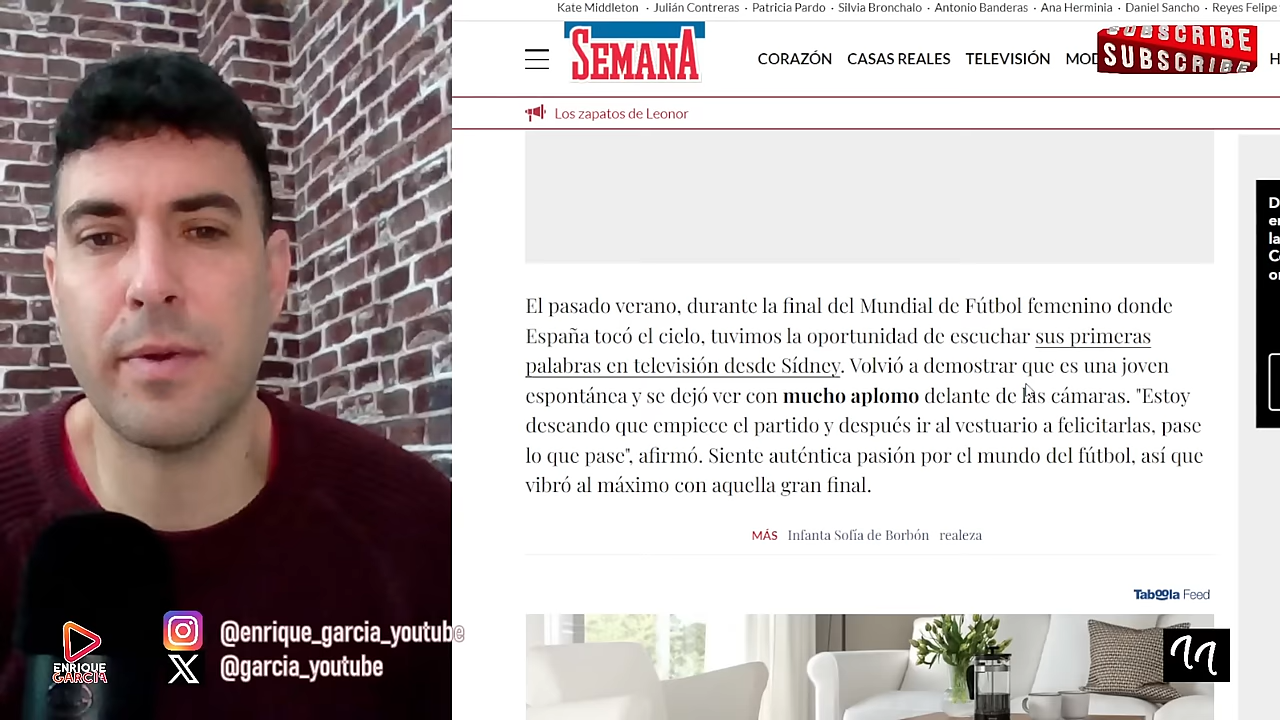 Kate Middleton · Julián Contreras · Patricia Pardo · Silvia Bronchalo · Antonio Banderas · Ana Herminia · Daniel Sancho · Reyes Felipe
SEMANA
CORAZÓN CASAS REALES TELEVISIÓN MOD
SUBSCRIBE
SUBSCRIBE
H
Los zapatos de Leonor
El pasado verano, durante la final del Mundial de Fútbol femenino donde
España tocó el cielo, tuvimos la oportunidad de escuchar sus primeras
palabras en televisión desde Sídney. Volvió a demostrar que es una joven
espontánea y se dejó ver con mucho aplomo delante de las cámaras. "Estoy
deseando que empiece el partido y después ir al vestuario a felicitarlas, pase
lo que pase", afirmó. Siente auténtica pasión por el mundo del fútbol, así que
vibró al máximo con aquella gran final.
MÁS Infanta Sofía de Borbón realeza
Taboola Feed
ENRIQUE
GARCIA
@enrique_garcia_youtube
@garcia_youtube